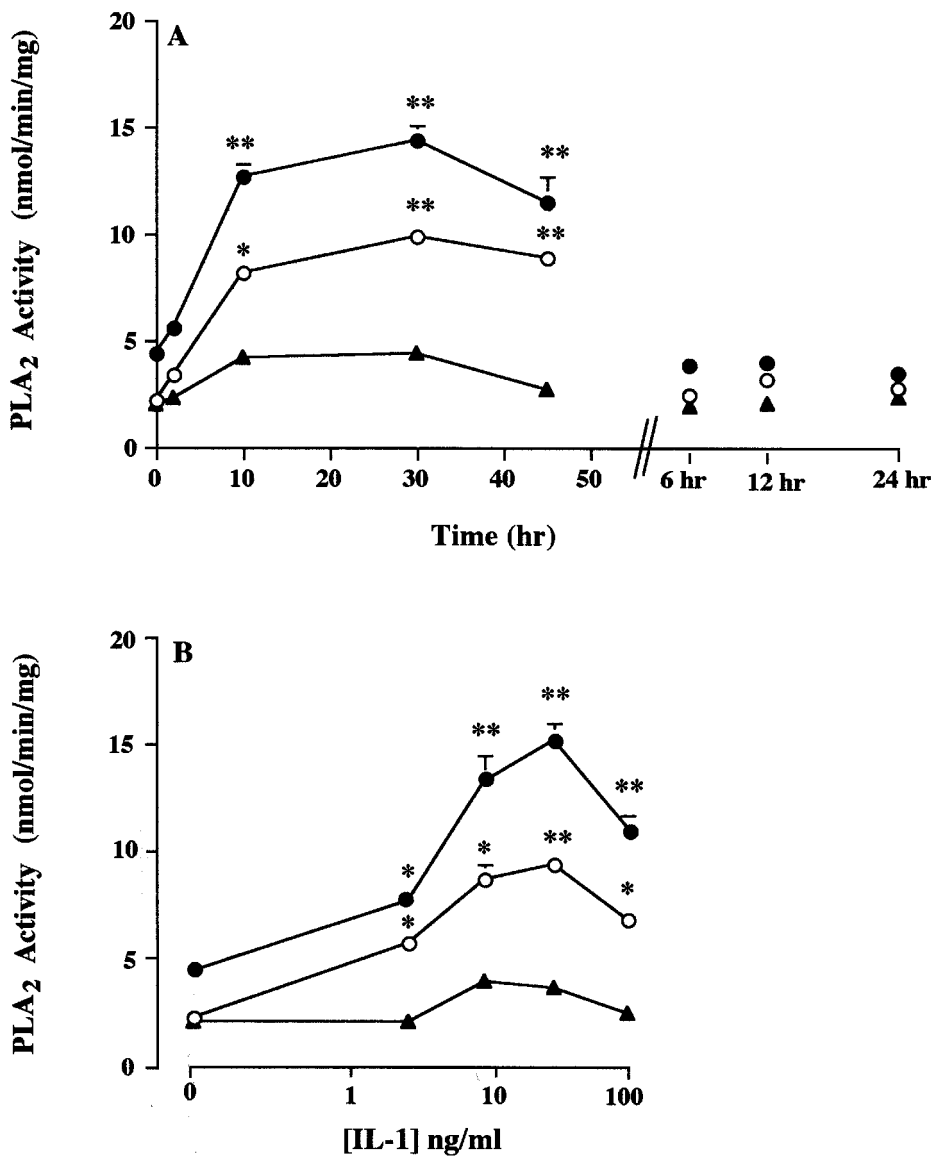 A
PLA2 Activity (nmol/min/mg)
20
15
10
5
0
** ** **
* ** **
0 10 20 30 40 50 6 hr 12 hr 24 hr
Time (hr)
B
PLA2 Activity (nmol/min/mg)
20
15
10
5
0
* ** ** **
* * ** *
0 1 10 100
[IL-1] ng/ml